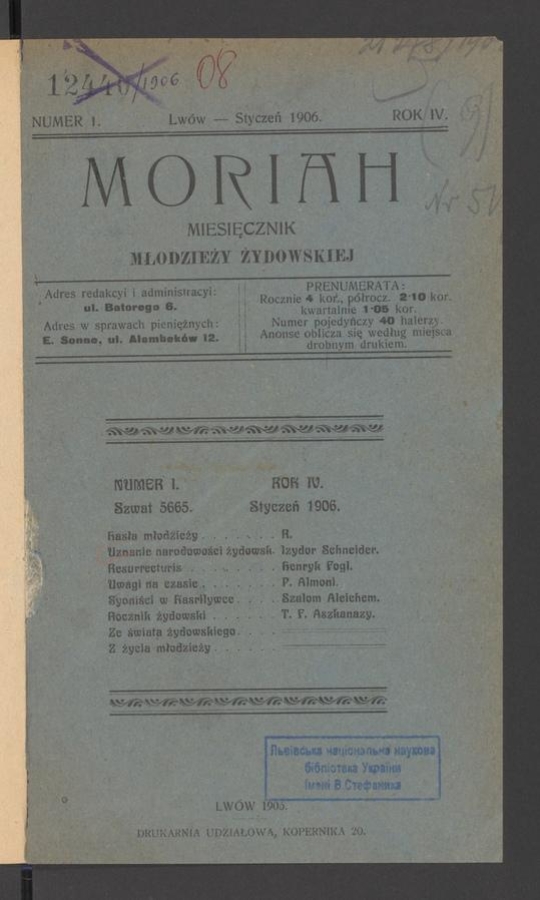 12440/1906 08
NUMER 1. Lwów — Styczeń 1906. ROK IV.
MORIAH
MIESIĘCZNIK
MŁODZIEŻY ŻYDOWSKIEJ
Adres redakcyi i administracyi:
ul. Batorego 6.
Adres w sprawach pieniężnych:
E. Sonne, ul. Alembeków 12.
PRENUMERATA:
Rocznie 4 kor., półrocz. 2·10 kor.
kwartalnie 1·05 kor.
Numer pojedyńczy 40 halerzy.
Anonse oblicza się według miejsca
drobnym drukiem.
NUMER I. ROK IV.
Szwat 5665. Styczeń 1906.
Hasła młodzieży . . . . . . . R.
Uznanie narodowości żydowsk. Izydor Schneider.
Resurrecturis . . . . . . . . Henryk Fogl.
Uwagi na czasie . . . . . . . P. Almoni.
Syoniści w Kasrilywce . . . . Szalom Aleichem.
Rocznik żydowski . . . . . . T. F. Aszkanazy.
Ze świata żydowskiego . . . .
Z życia młodzieży . . . . . .
Львівська національна наукова
бібліотека України
імені В.Стефаника
LWÓW 1905.
DRUKARNIA UDZIAŁOWA, KOPERNIKA 20.